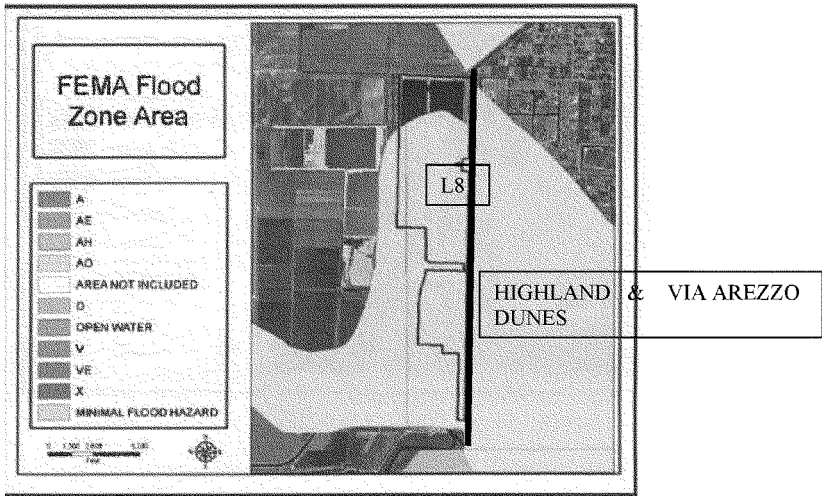 FEMA Flood
Zone Area
A
AE
AH
AO
AREA NOT INCLUDED
D
OPEN WATER
V
VE
X
MINIMAL FLOOD HAZARD
L8
HIGHLAND & VIA AREZZO
DUNES